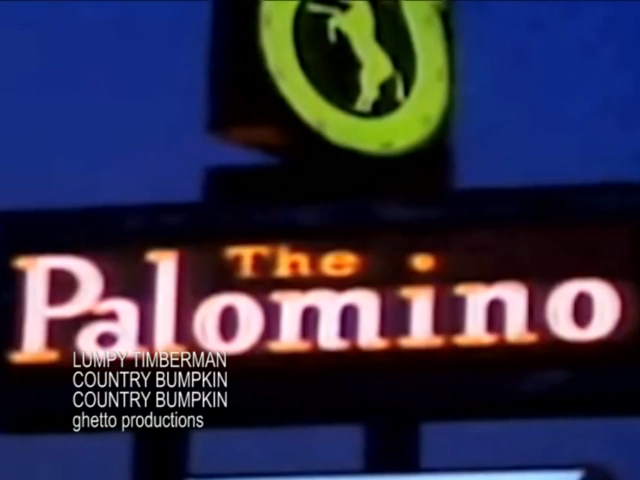 The
Palomino
LUMPY TIMBERMAN
COUNTRY BUMPKIN
COUNTRY BUMPKIN
ghetto productions